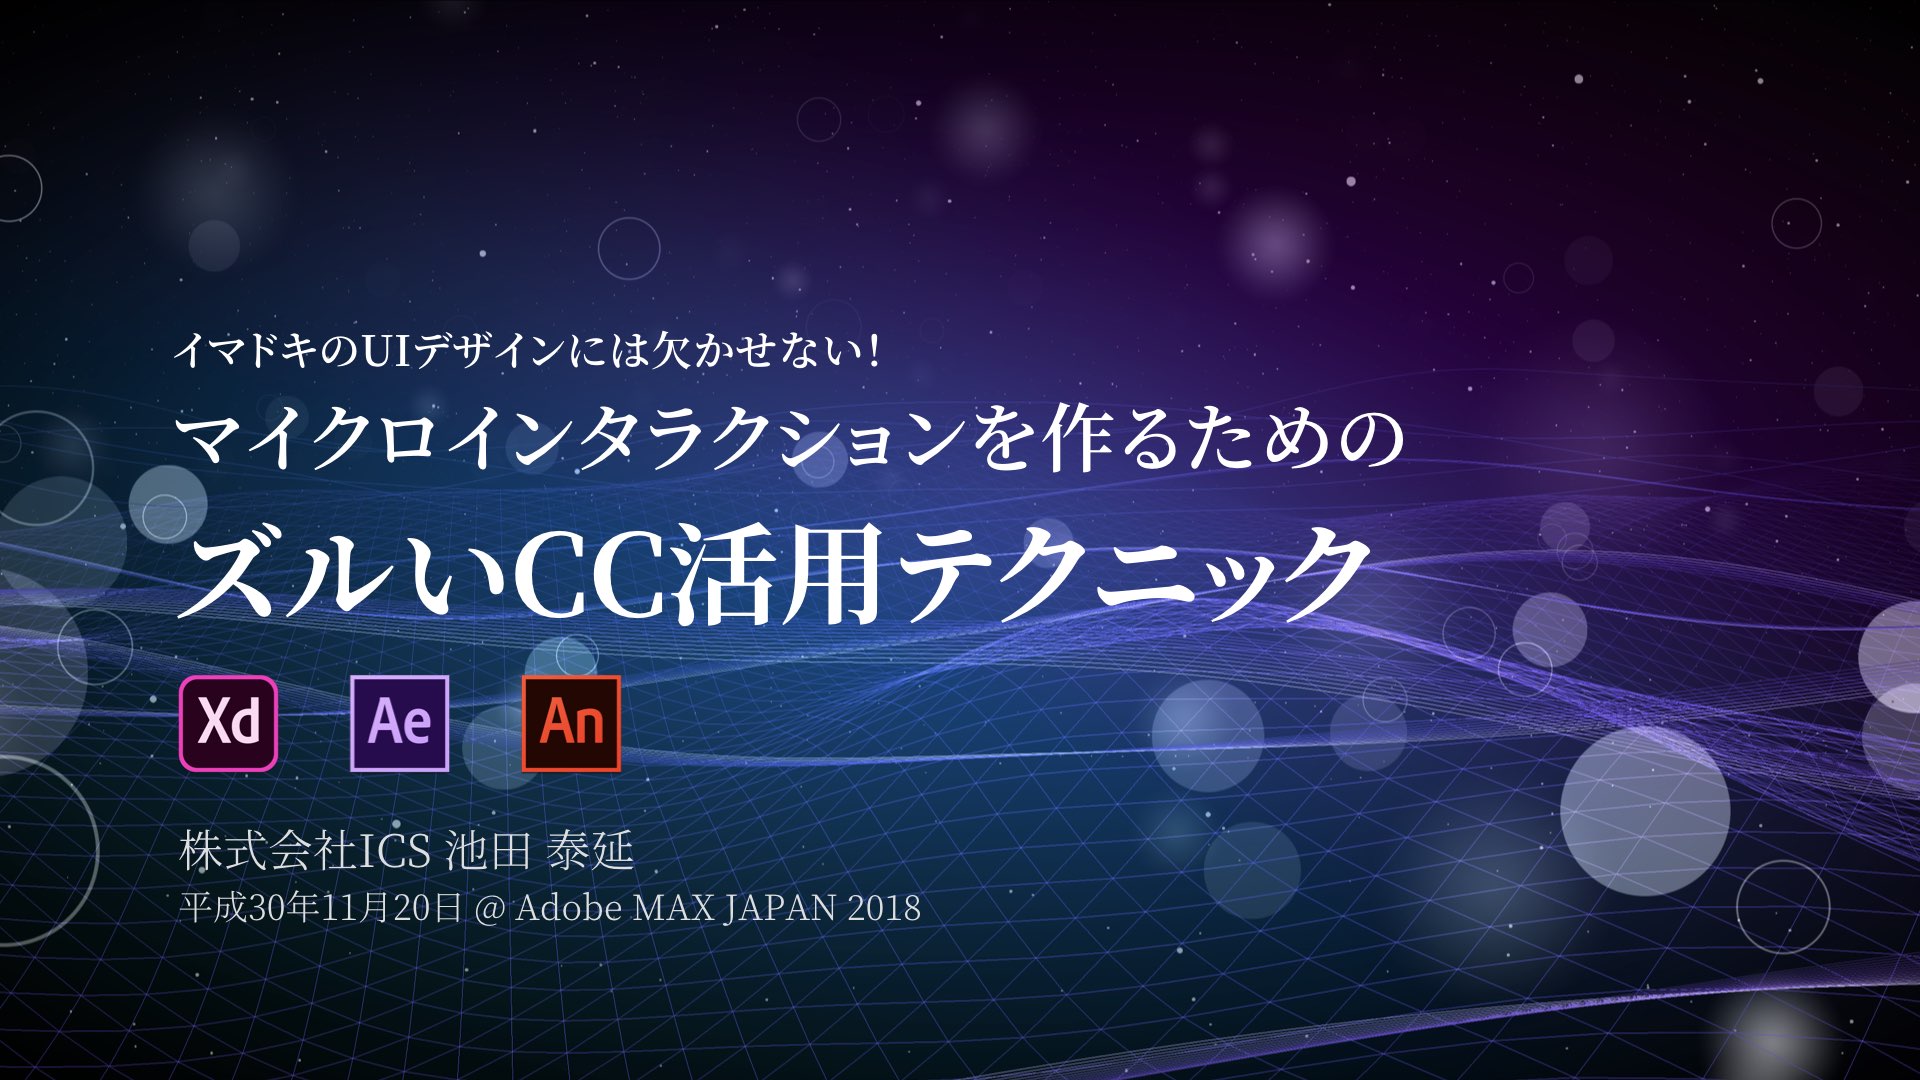 イマドキのUIデザインには欠かせない！
マイクロインタラクションを作るための
ズルいCC活用テクニック
Xd Ae An
株式会社ICS 池田 泰延
平成30年11月20日 @ Adobe MAX JAPAN 2018